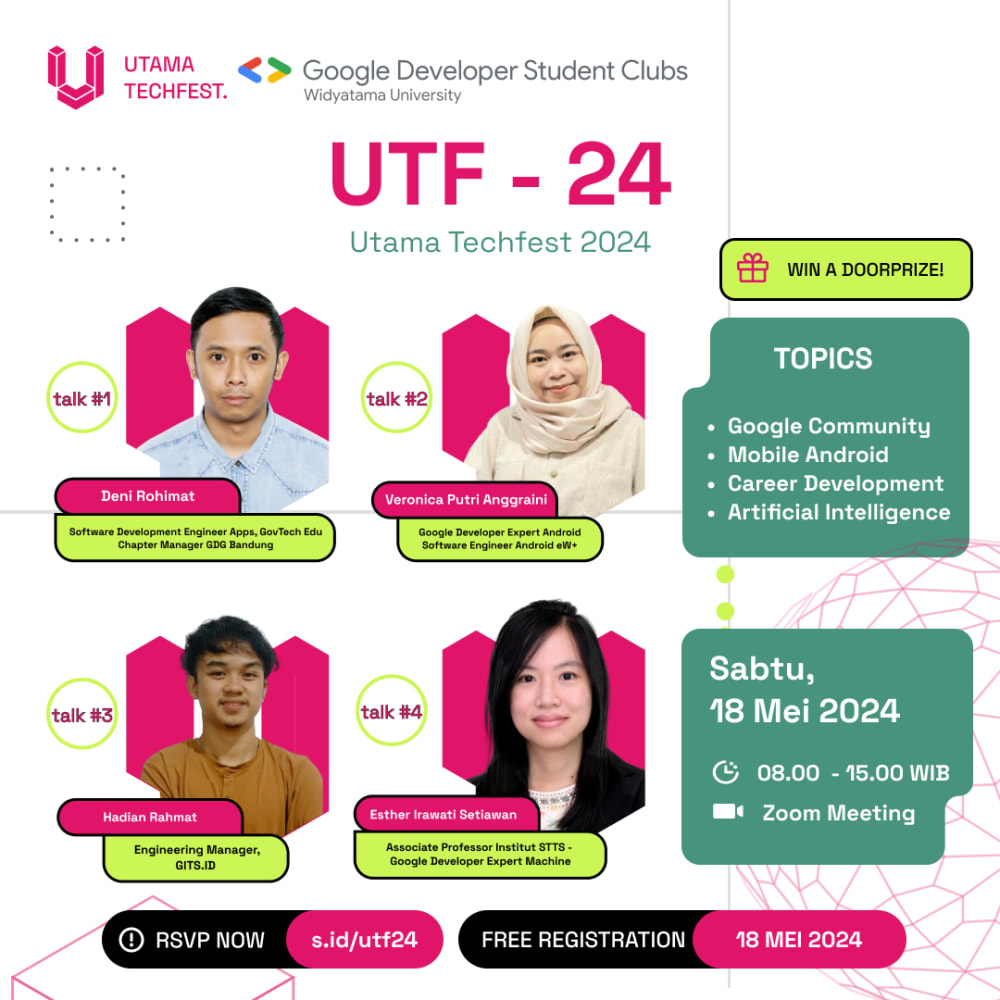 UTAMA
TECHFEST.
Google Developer Student Clubs
Widyatama University
UTF - 24
Utama Techfest 2024
WIN A DOORPRIZE!
talk #1
Deni Rohimat
Software Development Engineer Apps, GovTech Edu
Chapter Manager GDG Bandung
talk #2
Veronica Putri Anggraini
Google Developer Expert Android
Software Engineer Android eW+
TOPICS
• Google Community
• Mobile Android
• Career Development
• Artificial Intelligence
talk #3
Hadian Rahmat
Engineering Manager,
GITS.ID
talk #4
Esther Irawati Setiawan
Associate Professor Institut STTS -
Google Developer Expert Machine
Sabtu,
18 Mei 2024
08.00 - 15.00 WIB
Zoom Meeting
RSVP NOW s.id/utf24
FREE REGISTRATION 18 MEI 2024